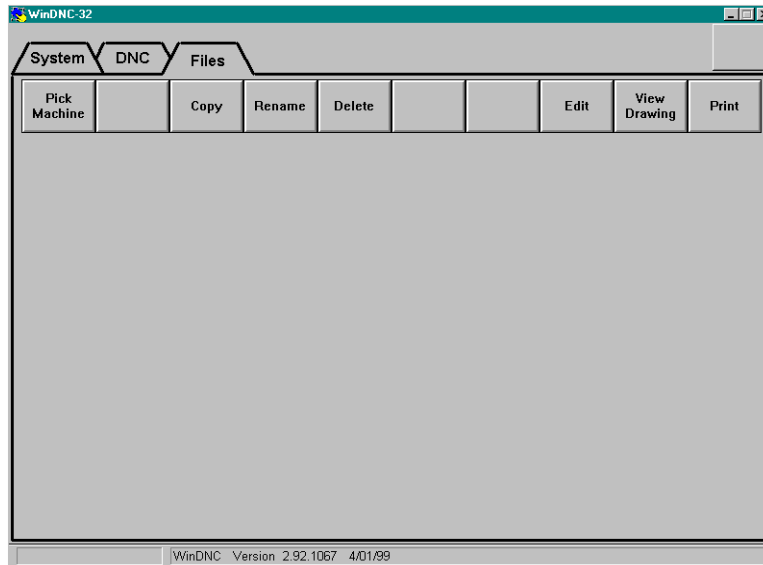 WinDNC-32
System DNC Files
Pick Machine Copy Rename Delete Edit View Drawing Print
WinDNC Version 2.92.1067 4/01/99